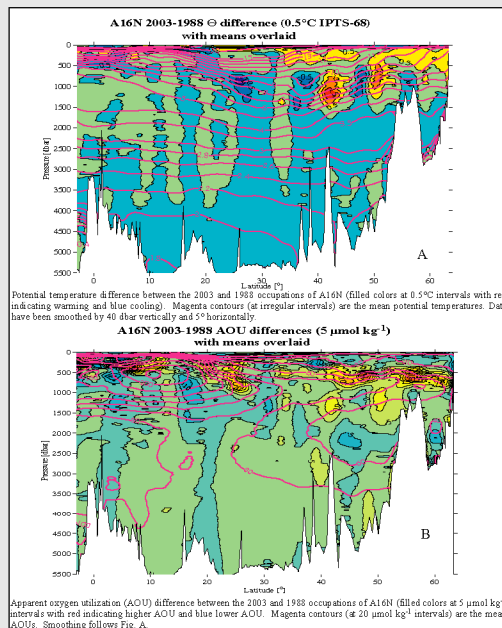 A16N 2003-1988 Θ difference (0.5°C IPTS-68)
with means overlaid
0
500
1000
1500
2000
2500
3000
3500
4000
4500
5000
5500
Pressure [dbar]
A
0 10 20 30 40 50 60
Latitude [°]
Potential temperature difference between the 2003 and 1988 occupations of A16N (filled colors at 0.5°C intervals with red
indicating warming and blue cooling). Magenta contours (at irregular intervals) are the mean potential temperatures. Data
have been smoothed by 40 dbar vertically and 5° horizontally.
A16N 2003-1988 AOU differences (5 μmol kg⁻¹)
with means overlaid
0
500
1000
1500
2000
2500
3000
3500
4000
4500
5000
5500
Pressure [dbar]
B
0 10 20 30 40 50 60
Latitude [°]
Apparent oxygen utilization (AOU) difference between the 2003 and 1988 occupations of A16N (filled colors at 5 μmol kg⁻¹
intervals with red indicating higher AOU and blue lower AOU. Magenta contours (at 20 μmol kg⁻¹ intervals) are the mean
AOUs. Smoothing follows Fig. A.